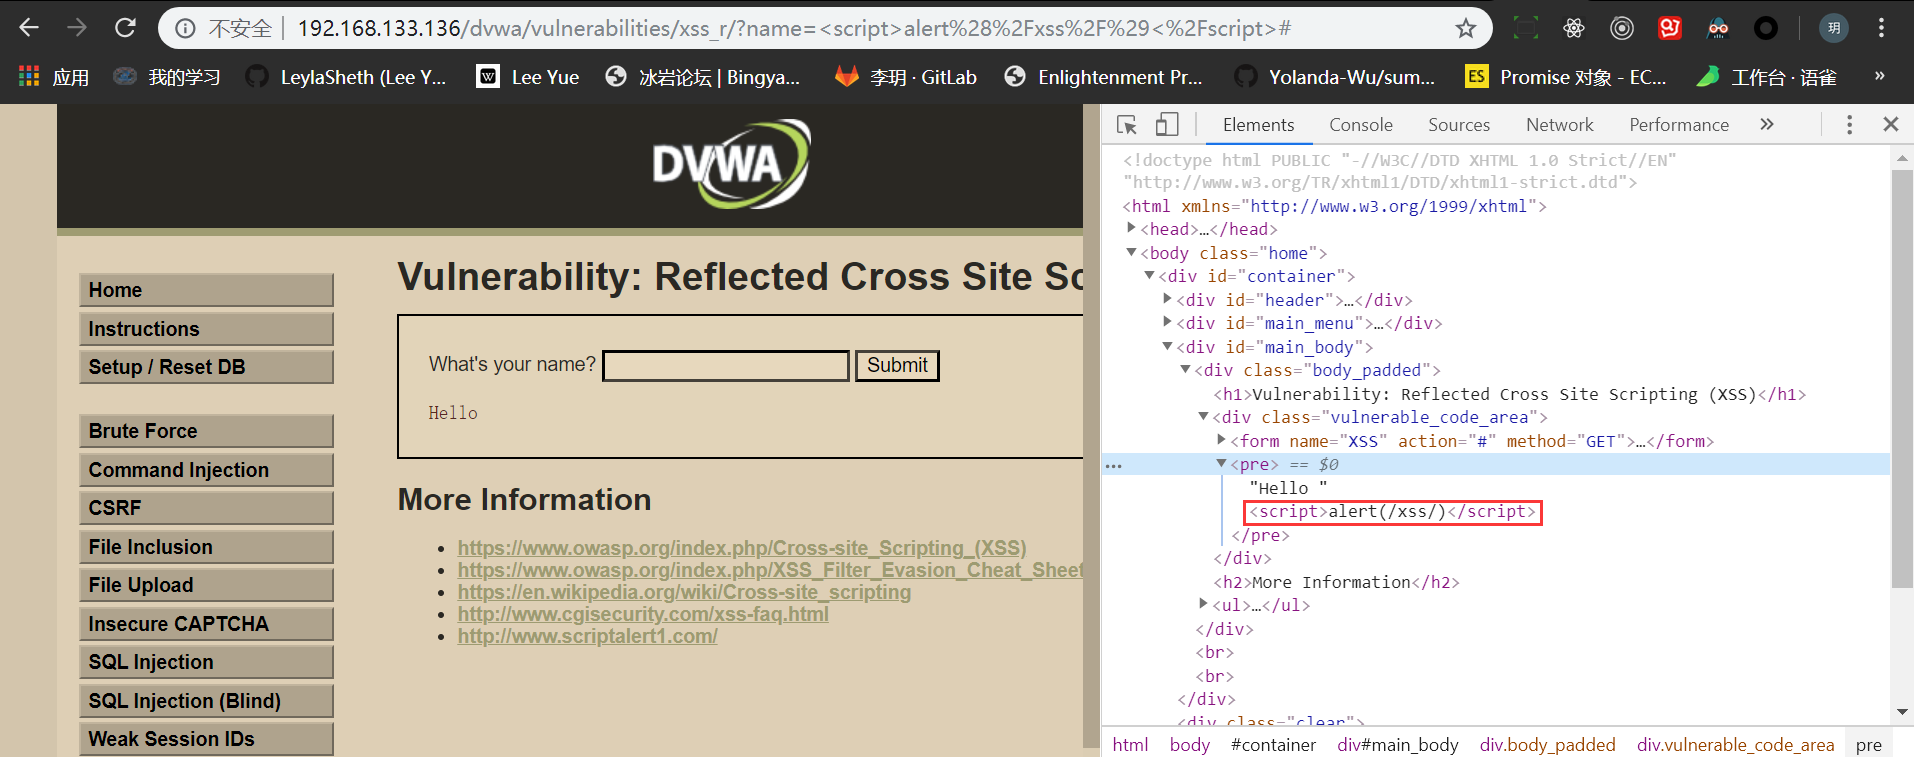 不安全 192.168.133.136/dvwa/vulnerabilities/xss_r/?name=<script>alert%28%2Fxss%2F%29<%2Fscript>#
97
玥
应用 我的学习 LeylaSheth (Lee Y... W Lee Yue 冰岩论坛 | Bingya... 李玥 · GitLab Enlightenment Pr... Yolanda-Wu/sum... ES Promise 对象 - EC... 工作台 · 语雀 »
DVWA
Home
Instructions
Setup / Reset DB
Brute Force
Command Injection
CSRF
File Inclusion
File Upload
Insecure CAPTCHA
SQL Injection
SQL Injection (Blind)
Weak Session IDs
Vulnerability: Reflected Cross Site Sc
What's your name? Submit
Hello
More Information
https://www.owasp.org/index.php/Cross-site_Scripting_(XSS)
https://www.owasp.org/index.php/XSS_Filter_Evasion_Cheat_Sheet
https://en.wikipedia.org/wiki/Cross-site_scripting
http://www.cgisecurity.com/xss-faq.html
http://www.scriptalert1.com/
Elements Console Sources Network Performance »
<!doctype html PUBLIC "-//W3C//DTD XHTML 1.0 Strict//EN"
"http://www.w3.org/TR/xhtml1/DTD/xhtml1-strict.dtd">
<html xmlns="http://www.w3.org/1999/xhtml">
<head>…</head>
<body class="home">
<div id="container">
<div id="header">…</div>
<div id="main_menu">…</div>
<div id="main_body">
<div class="body_padded">
<h1>Vulnerability: Reflected Cross Site Scripting (XSS)</h1>
<div class="vulnerable_code_area">
<form name="XSS" action="#" method="GET">…</form>
... <pre> == $0
"Hello "
<script>alert(/xss/)</script>
</pre>
</div>
<h2>More Information</h2>
<ul>…</ul>
</div>
<br>
<br>
</div>
<div class="clear">
html body #container div#main_body div.body_padded div.vulnerable_code_area pre